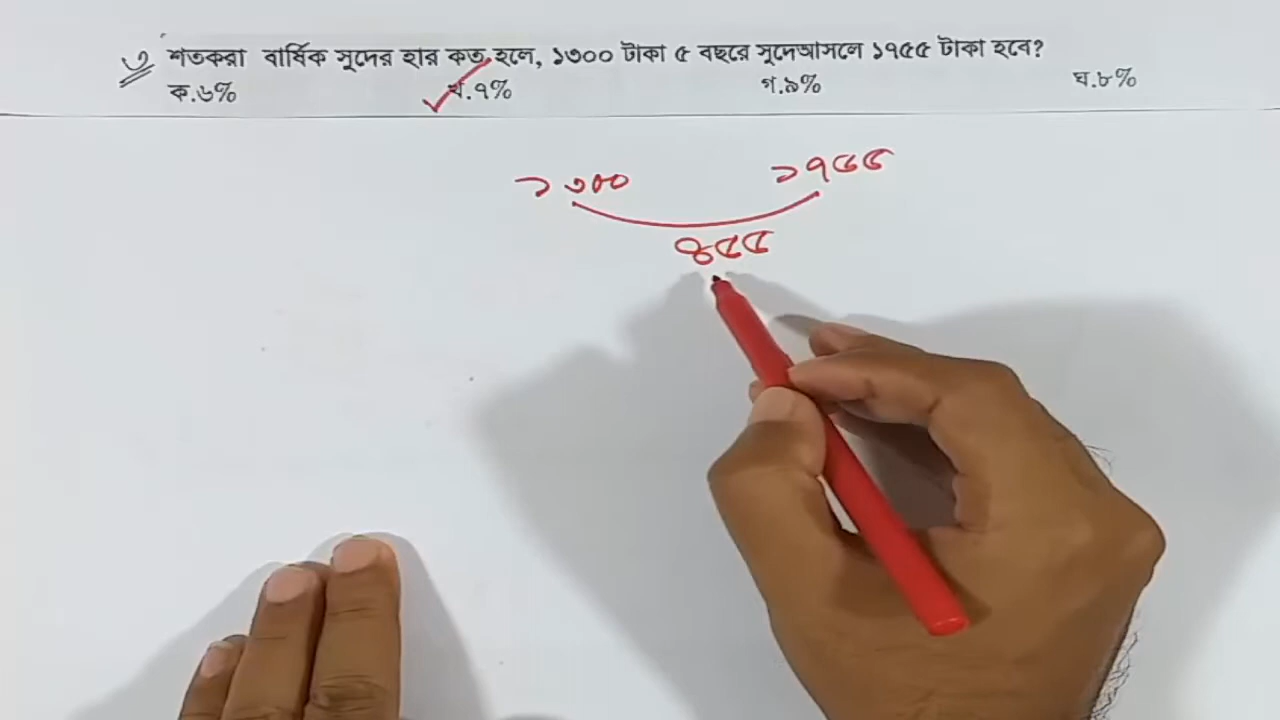 ৩ শতকরা বার্ষিক সুদের হার কত হলে, ১৩০০ টাকা ৫ বছরে সুদেআসলে ১৭৫৫ টাকা হবে?
ক.৬% খ.৭% গ.৯% ঘ.৮%
১৩০০ ১৭৫৫
৪৫৫